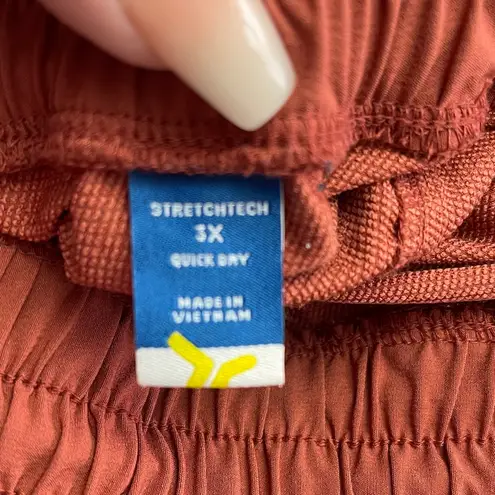 STRETCHTECH
3X
QUICK DRY
MADE IN
VIETNAM